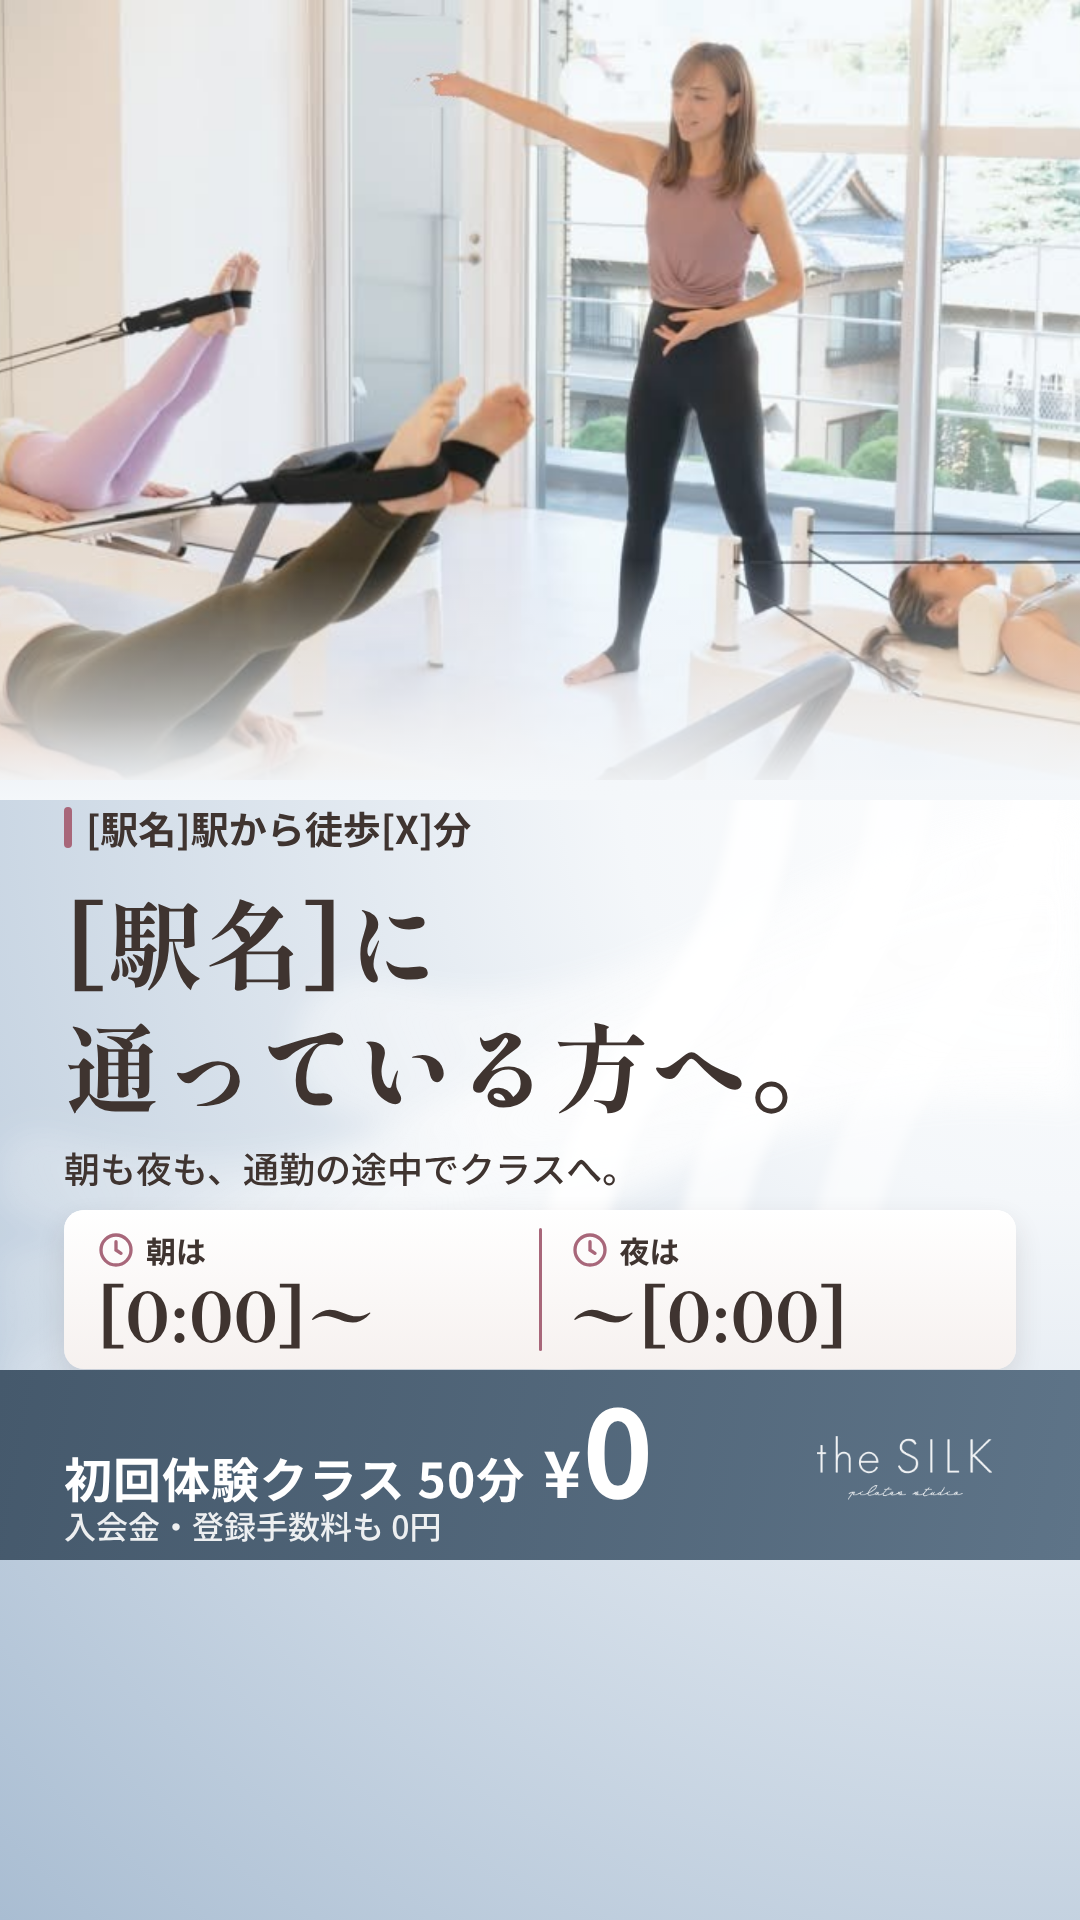 [駅名]駅から徒歩[X]分
[駅名]に
通っている方へ。
朝も夜も、通勤の途中でクラスへ。
朝は
[0:00]〜
夜は
〜[0:00]
初回体験クラス 50分 ¥0
入会金・登録手数料も 0円
the SILK
pilates studio